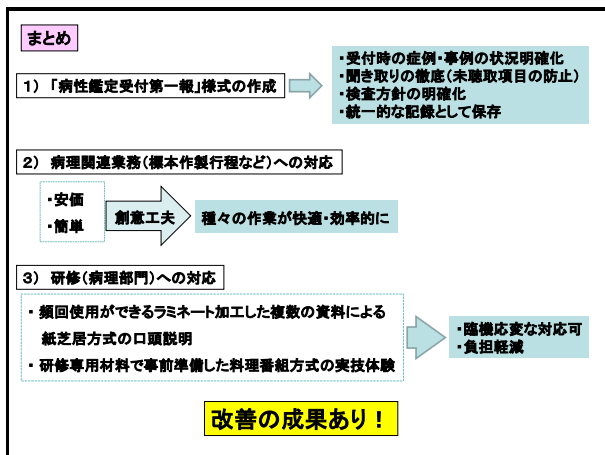 まとめ
1) 「病性鑑定受付第一報」様式の作成
・受付時の症例・事例の状況明確化
・聞き取りの徹底(未聴取項目の防止)
・検査方針の明確化
・統一的な記録として保存
2) 病理関連業務(標本作製行程など)への対応
・安価
・簡単
創意工夫
種々の作業が快適・効率的に
3) 研修(病理部門)への対応
・頻回使用ができるラミネート加工した複数の資料による
紙芝居方式の口頭説明
・研修専用材料で事前準備した料理番組方式の実技体験
・臨機応変な対応可
・負担軽減
改善の成果あり！